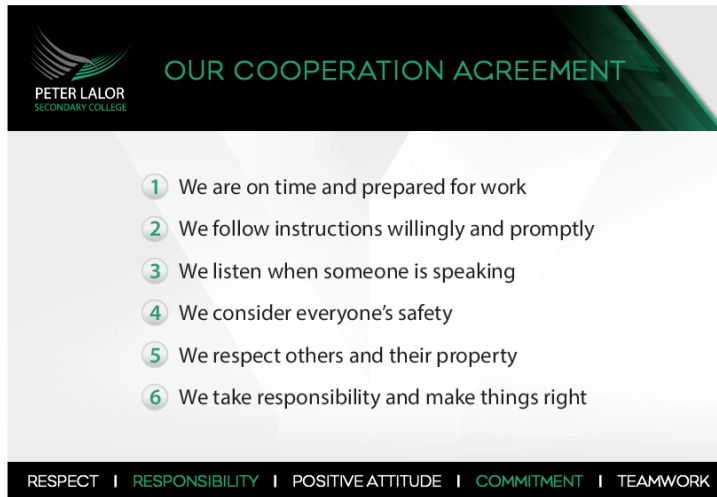 PETER LALOR
SECONDARY COLLEGE
OUR COOPERATION AGREEMENT
1 We are on time and prepared for work
2 We follow instructions willingly and promptly
3 We listen when someone is speaking
4 We consider everyone’s safety
5 We respect others and their property
6 We take responsibility and make things right
RESPECT I RESPONSIBILITY I POSITIVE ATTITUDE I COMMITMENT I TEAMWORK